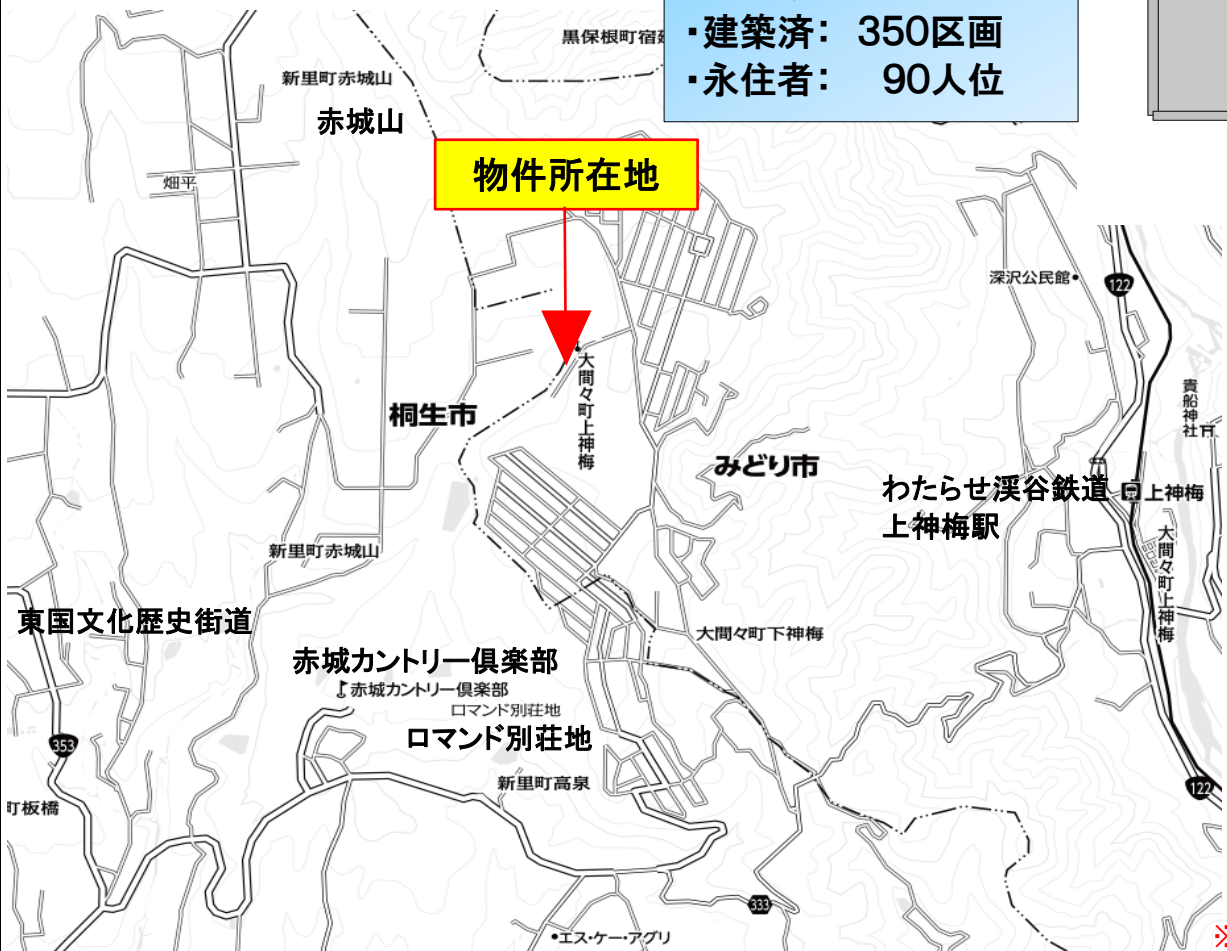 ・建築済： 350区画
・永住者： 90人位
黒保根町宿
新里町赤城山
赤城山
物件所在地
畑平
深沢公民館
122
大間々町上神梅
貴船神社
桐生市
みどり市
わたらせ渓谷鉄道
上神梅駅
上神梅
大間々町上神梅
新里町赤城山
東国文化歴史街道
大間々町下神梅
赤城カントリー倶楽部
赤城カントリー倶楽部
ロマンド別荘地
ロマンド別荘地
353
新里町高泉
122
町板橋
333
エス・ケー・アグリ
※